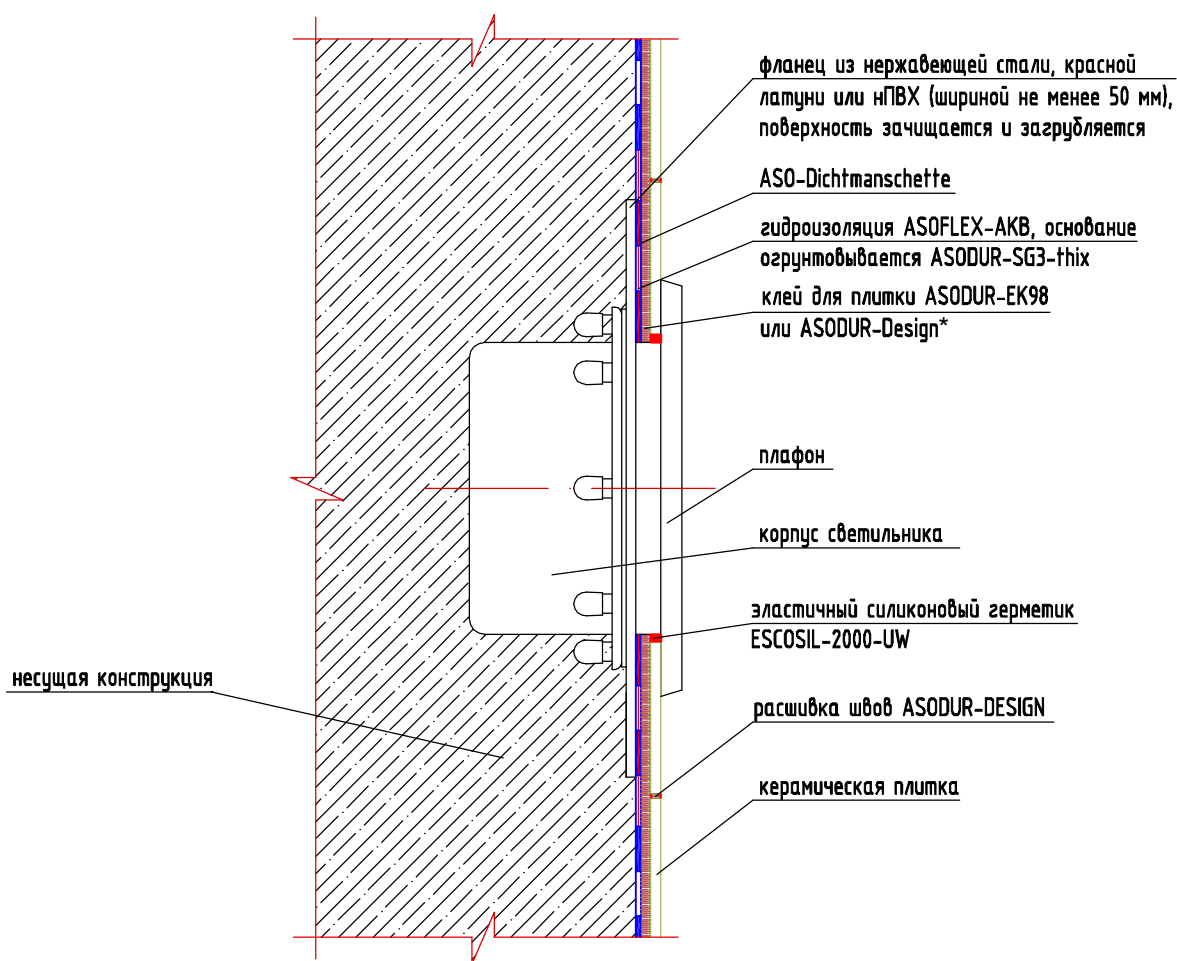 фланец из нержавеющей стали, красной
латуни или нПВХ (шириной не менее 50 мм),
поверхность зачищается и загрубляется
ASO-Dichtmanschette
гидроизоляция ASOFLEX-AKB, основание
огрунтовывается ASODUR-SG3-thix
клей для плитки ASODUR-EK98
или ASODUR-Design*
плафон
корпус светильника
эластичный силиконовый герметик
ESCOSIL-2000-UW
несущая конструкция
расшивка швов ASODUR-DESIGN
керамическая плитка